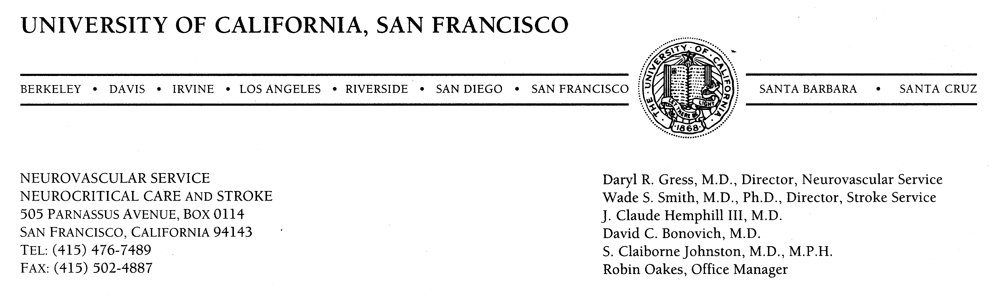 UNIVERSITY OF CALIFORNIA, SAN FRANCISCO
BERKELEY • DAVIS • IRVINE • LOS ANGELES • RIVERSIDE • SAN DIEGO • SAN FRANCISCO
SANTA BARBARA • SANTA CRUZ
· THE · UNIVERSITY · OF · CALIFORNIA ·
A
LET THERE BE LIGHT
·1868·
NEUROVASCULAR SERVICE
NEUROCRITICAL CARE AND STROKE
505 PARNASSUS AVENUE, BOX 0114
SAN FRANCISCO, CALIFORNIA 94143
TEL: (415) 476-7489
FAX: (415) 502-4887
Daryl R. Gress, M.D., Director, Neurovascular Service
Wade S. Smith, M.D., Ph.D., Director, Stroke Service
J. Claude Hemphill III, M.D.
David C. Bonovich, M.D.
S. Claiborne Johnston, M.D., M.P.H.
Robin Oakes, Office Manager